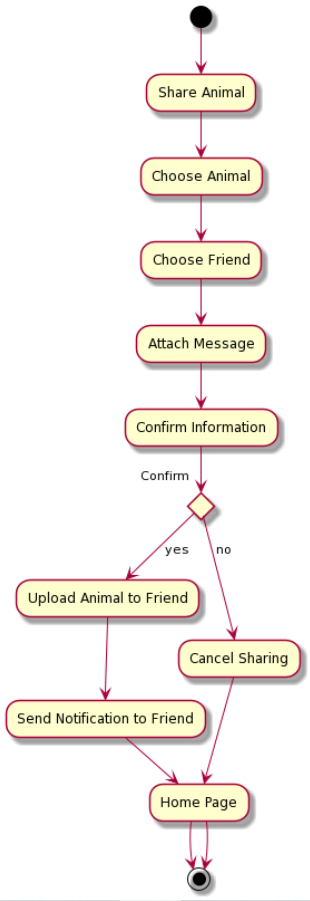 Share Animal
Choose Animal
Choose Friend
Attach Message
Confirm Information
Confirm
yes
no
Upload Animal to Friend
Cancel Sharing
Send Notification to Friend
Home Page